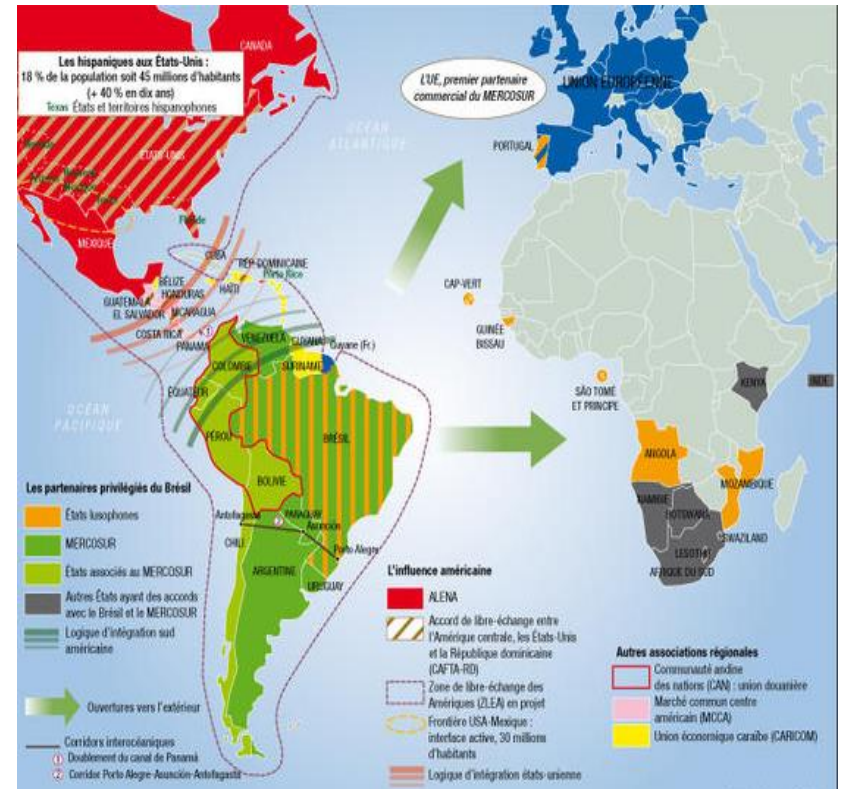 CANADA
Les hispaniques aux États-Unis :
18 % de la population soit 45 millions d'habitants
(+ 40 % en dix ans)
Texas États et territoires hispanophones
ÉTATS-UNIS
Texas
Floride
MEXIQUE
OCÉAN
ATLANTIQUE
L'UE, premier partenaire
commercial du MERCOSUR
UNION EUROPÉENNE
PORTUGAL
CUBA
RÉP. DOMINICAINE
Porto Rico
HAÏTI
BÉLIZE
HONDURAS
GUATEMALA
EL SALVADOR
NICARAGUA
COSTA RICA
PANAMA
1
VENEZUELA
GUYANA
Guyane (Fr.)
SURINAME
COLOMBIE
ÉQUATEUR
OCÉAN
PACIFIQUE
PÉROU
BRÉSIL
BOLIVIE
Antofagasta
2
PARAGUAY
Asunción
Porto Alegre
CHILI
ARGENTINE
URUGUAY
CAP-VERT
GUINÉE
BISSAU
SÃO TOMÉ
ET PRINCIPE
KENYA
INDE
ANGOLA
MOZAMBIQUE
NAMIBIE
BOTSWANA
SWAZILAND
LESOTHO
AFRIQUE DU SUD
Les partenaires privilégiés du Brésil
États lusophones
MERCOSUR
États associés au MERCOSUR
Autres États ayant des accords
avec le Brésil et le MERCOSUR
Logique d'intégration sud
américaine
Ouvertures vers l'extérieur
Corridors interocéaniques
1 Doublement du canal de Panamá
2 Corridor Porto Alegre-Asunción-Antofagasta
L'influence américaine
ALENA
Accord de libre-échange entre
l'Amérique centrale, les États-Unis
et la République dominicaine
(CAFTA-RD)
Zone de libre-échange des
Amériques (ZLEA) en projet
Frontière USA-Mexique :
interface active, 30 millions
d'habitants
Logique d'intégration états-unienne
Autres associations régionales
Communauté andine
des nations (CAN) : union douanière
Marché commun centre
américain (MCCA)
Union économique caraïbe (CARICOM)